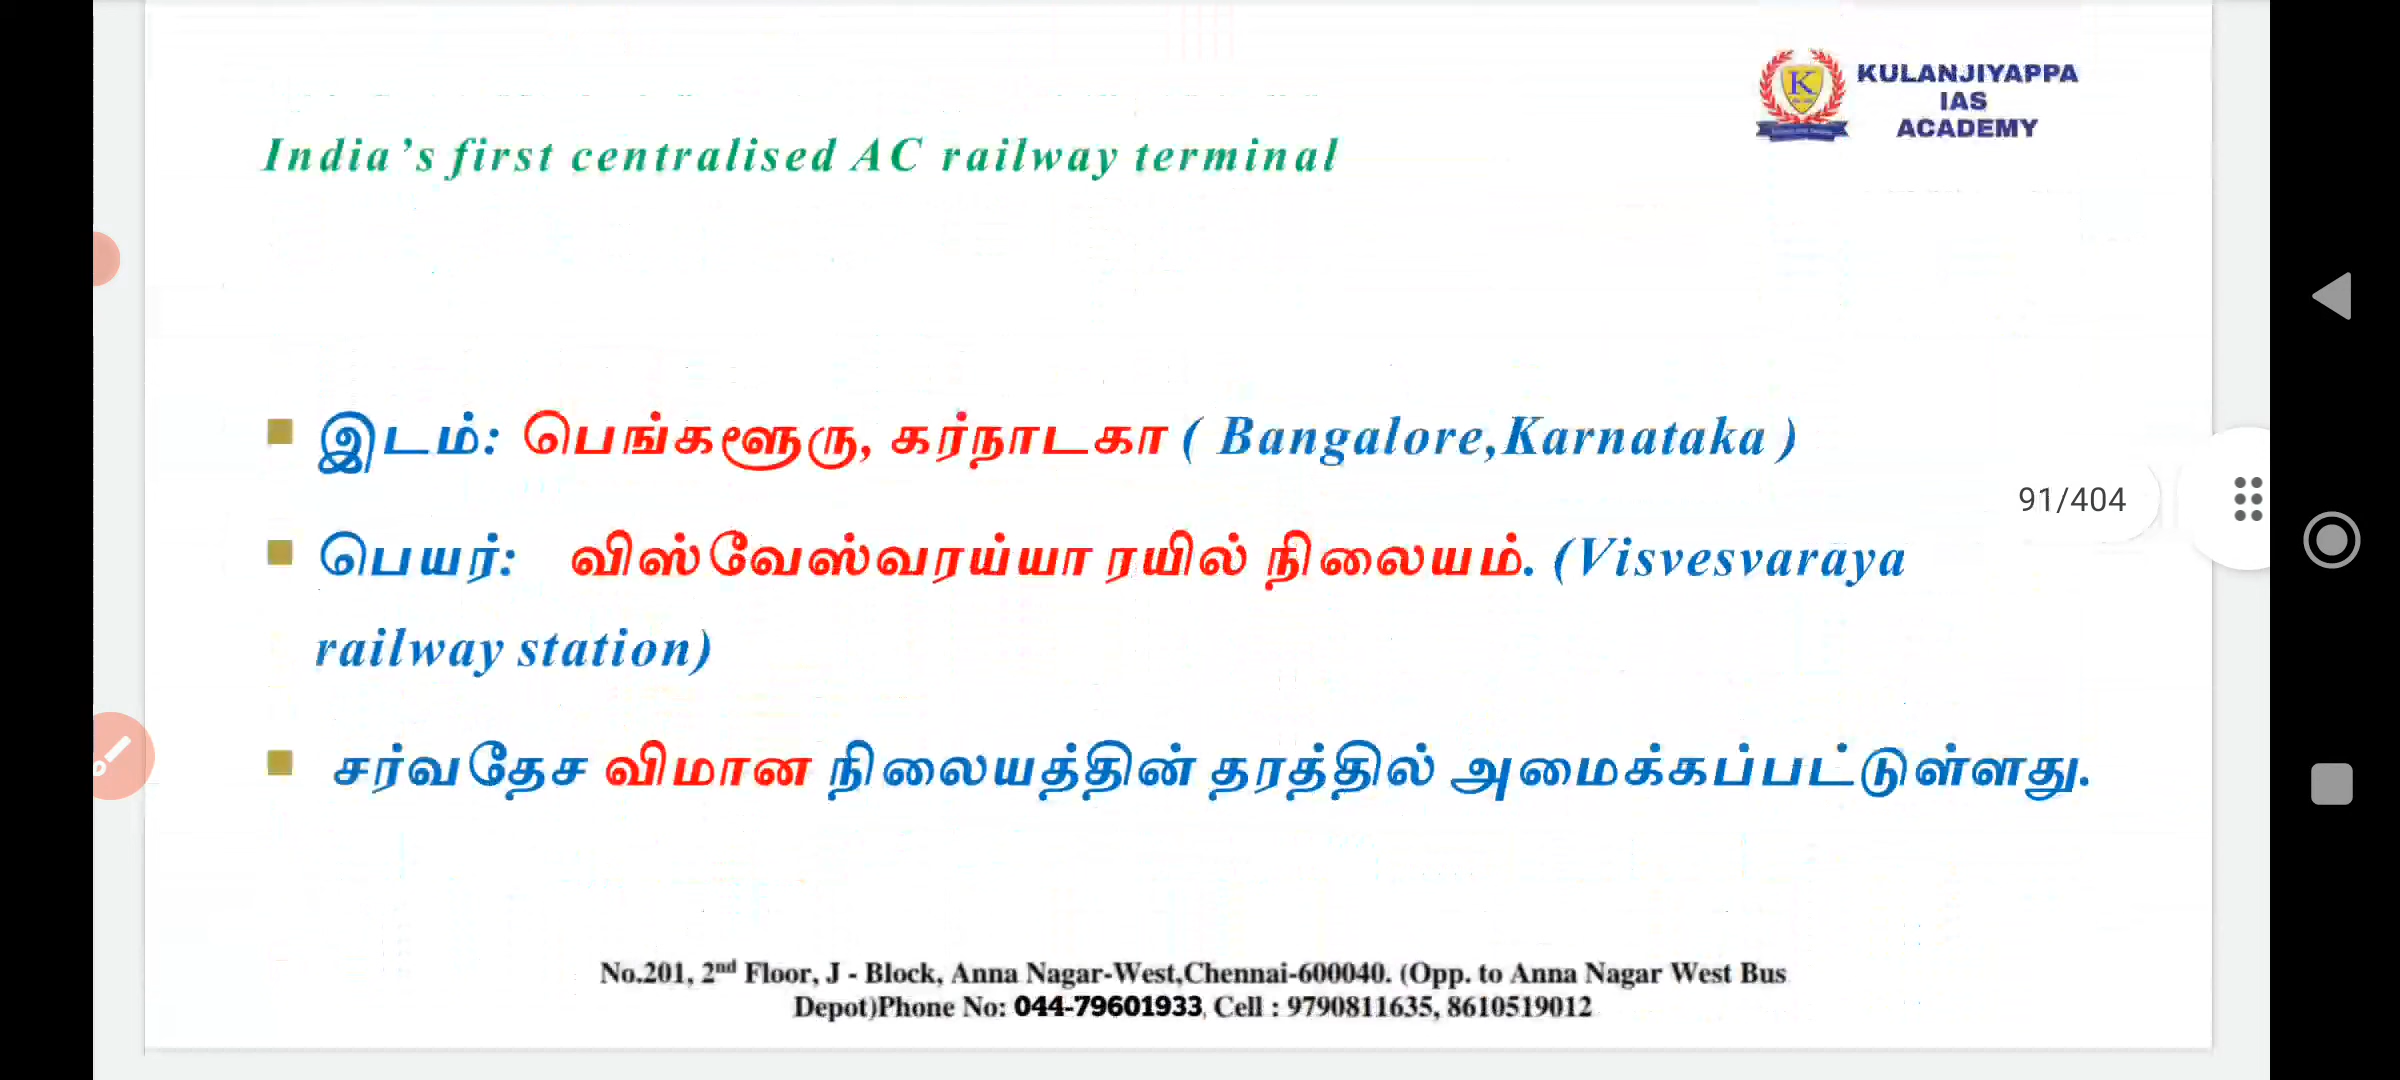 KULANJIYAPPA
IAS
ACADEMY
India's first centralised AC railway terminal
இடம்: பெங்களூரு, கர்நாடகா ( Bangalore,Karnataka )
91/404
பெயர்: விஸ்வேஸ்வரய்யா ரயில் நிலையம். (Visvesvaraya
railway station)
சர்வதேச விமான நிலையத்தின் தரத்தில் அமைக்கப்பட்டுள்ளது.
No.201, 2nd Floor, J - Block, Anna Nagar-West,Chennai-600040. (Opp. to Anna Nagar West Bus
Depot)Phone No: 044-79601933, Cell : 9790811635, 8610519012